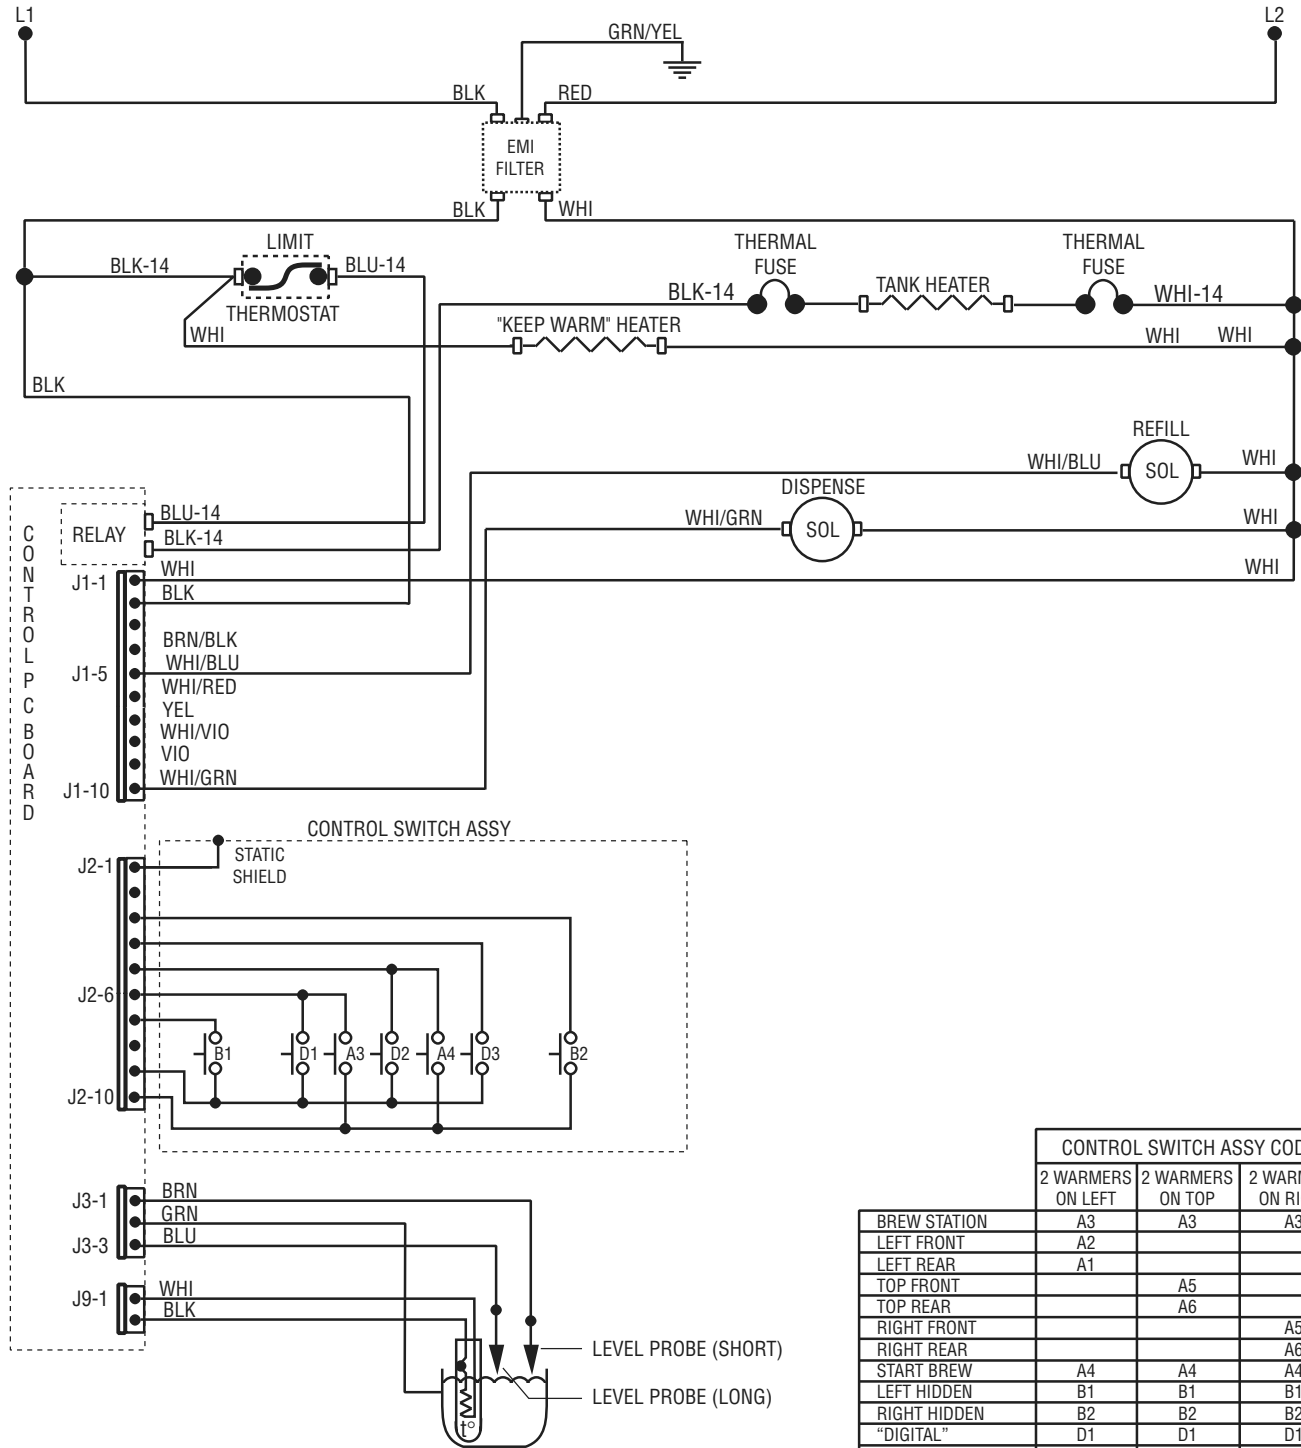 L1
L2
GRN/YEL
BLK
RED
EMI
FILTER
BLK
WHI
LIMIT
THERMAL
FUSE
THERMAL
FUSE
BLK-14
BLU-14
TANK HEATER
BLK-14
WHI-14
THERMOSTAT
"KEEP WARM" HEATER
WHI
WHI
WHI
BLK
REFILL
WHI/BLU
SOL
WHI
DISPENSE
WHI/GRN
SOL
WHI
RELAY
BLU-14
BLK-14
WHI
WHI
J1-1
BLK
CONTROL PC BOARD
BRN/BLK
WHI/BLU
J1-5
WHI/RED
YEL
WHI/VIO
VIO
WHI/GRN
J1-10
CONTROL SWITCH ASSY
STATIC
SHIELD
J2-1
J2-6
B1 D1 A3 D2 A4 D3 B2
J2-10
J3-1
BRN
GRN
J3-3
BLU
J9-1
WHI
BLK
LEVEL PROBE (SHORT)
LEVEL PROBE (LONG)
t°
CONTROL SWITCH ASSY COD
2 WARMERS ON LEFT 2 WARMERS ON TOP 2 WARM ON RI
BREW STATION A3 A3 A3
LEFT FRONT A2
LEFT REAR A1
TOP FRONT A5
TOP REAR A6
RIGHT FRONT A5
RIGHT REAR A6
START BREW A4 A4 A4
LEFT HIDDEN B1 B1 B1
RIGHT HIDDEN B2 B2 B2
"DIGITAL" D1 D1 D1